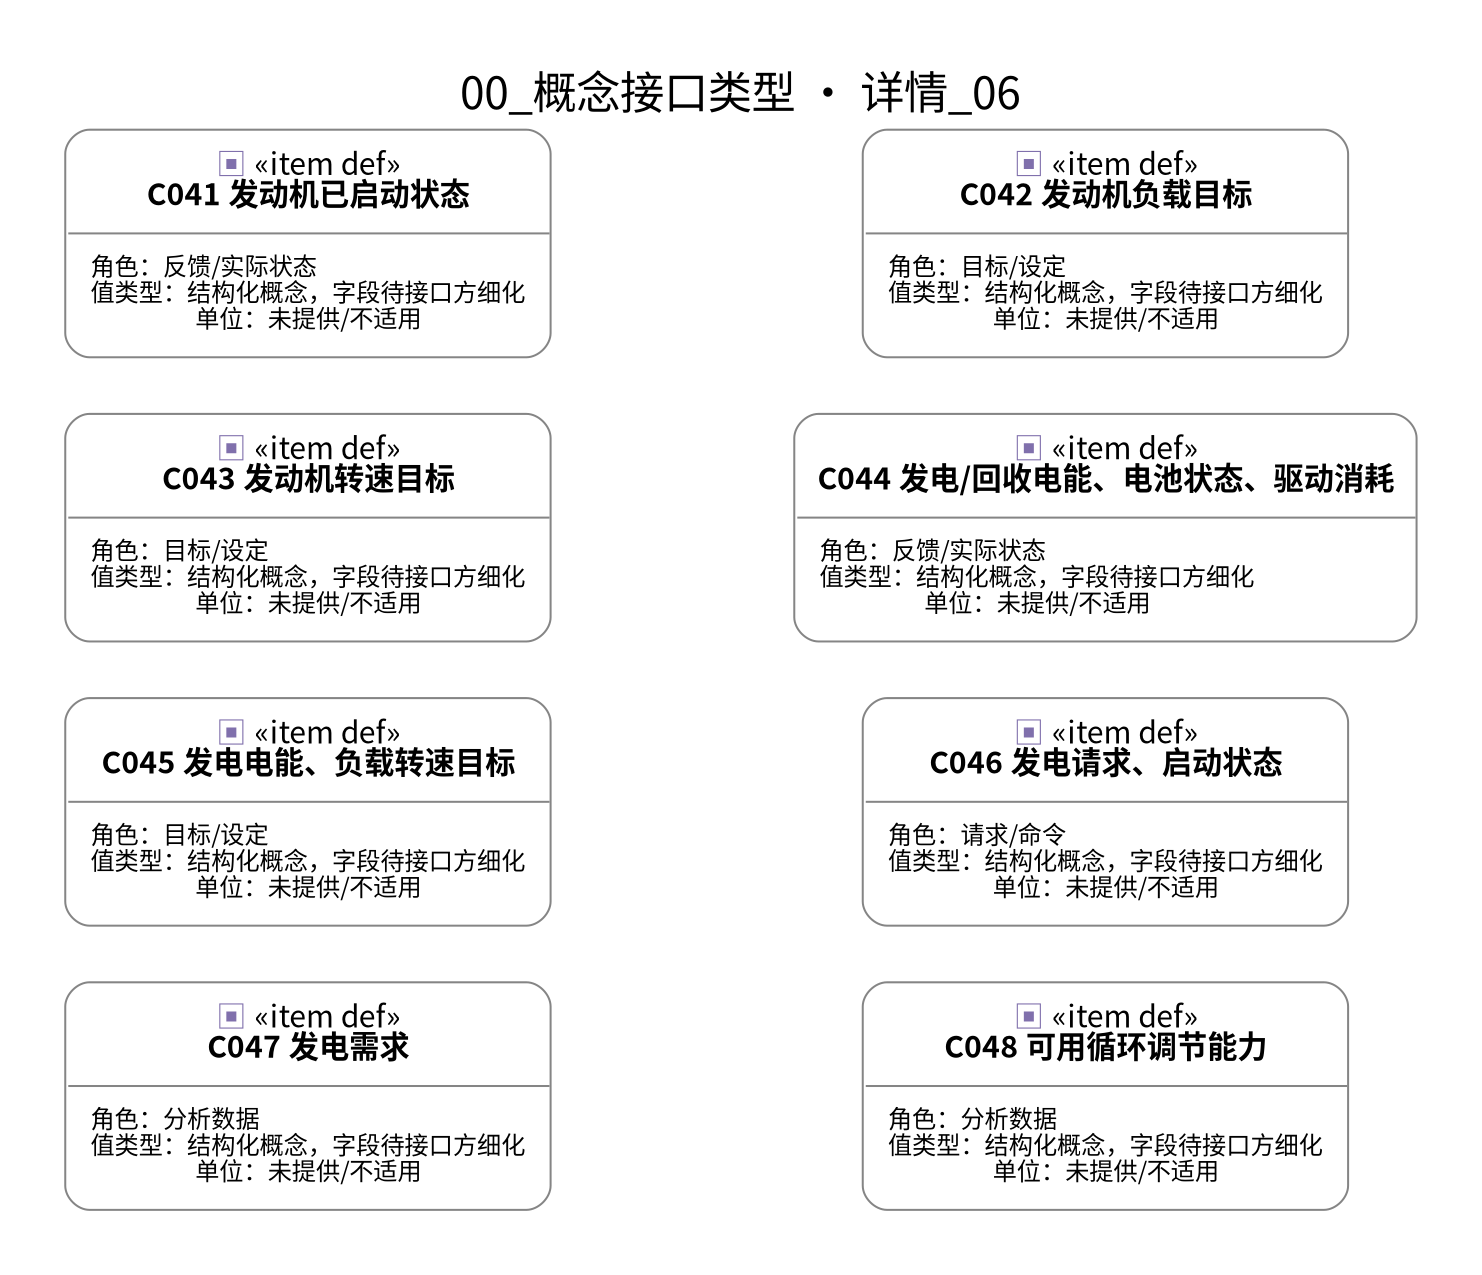 00_概念接口类型 · 详情_06
«item def»
C041 发动机已启动状态
角色：反馈/实际状态
值类型：结构化概念，字段待接口方细化
单位：未提供/不适用
«item def»
C042 发动机负载目标
角色：目标/设定
值类型：结构化概念，字段待接口方细化
单位：未提供/不适用
«item def»
C043 发动机转速目标
角色：目标/设定
值类型：结构化概念，字段待接口方细化
单位：未提供/不适用
«item def»
C044 发电/回收电能、电池状态、驱动消耗
角色：反馈/实际状态
值类型：结构化概念，字段待接口方细化
单位：未提供/不适用
«item def»
C045 发电电能、负载转速目标
角色：目标/设定
值类型：结构化概念，字段待接口方细化
单位：未提供/不适用
«item def»
C046 发电请求、启动状态
角色：请求/命令
值类型：结构化概念，字段待接口方细化
单位：未提供/不适用
«item def»
C047 发电需求
角色：分析数据
值类型：结构化概念，字段待接口方细化
单位：未提供/不适用
«item def»
C048 可用循环调节能力
角色：分析数据
值类型：结构化概念，字段待接口方细化
单位：未提供/不适用